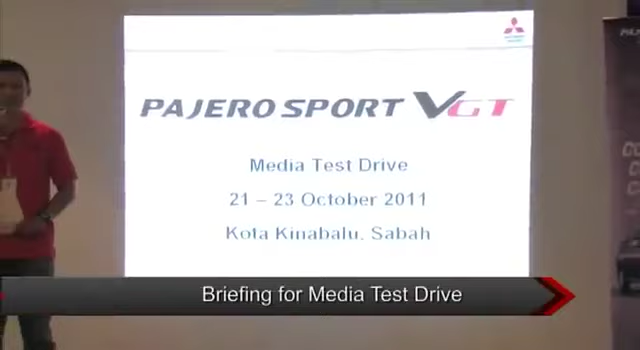 PAJERO SPORT VGT
Media Test Drive
21 – 23 October 2011
Kota Kinabalu, Sabah
Briefing for Media Test Drive